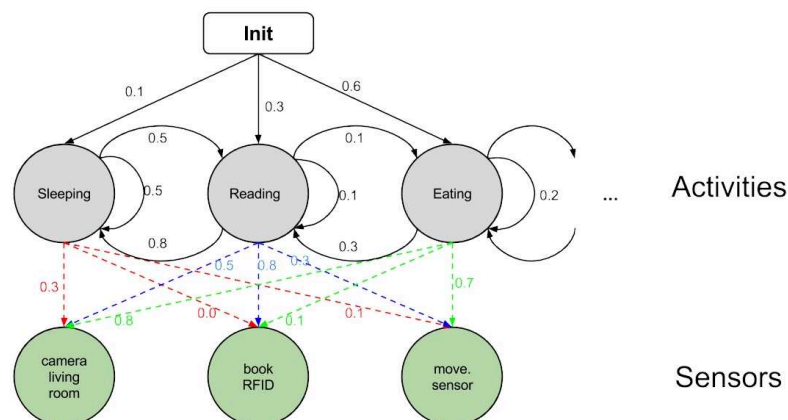 Init
0.1
0.3
0.6
0.5
0.1
Sleeping
0.5
Reading
0.1
Eating
0.2
...
Activities
0.8
0.3
0.5
0.8
0.3
0.3
0.7
0.8
0.0
0.1
0.1
camera
living
room
book
RFID
move.
sensor
Sensors